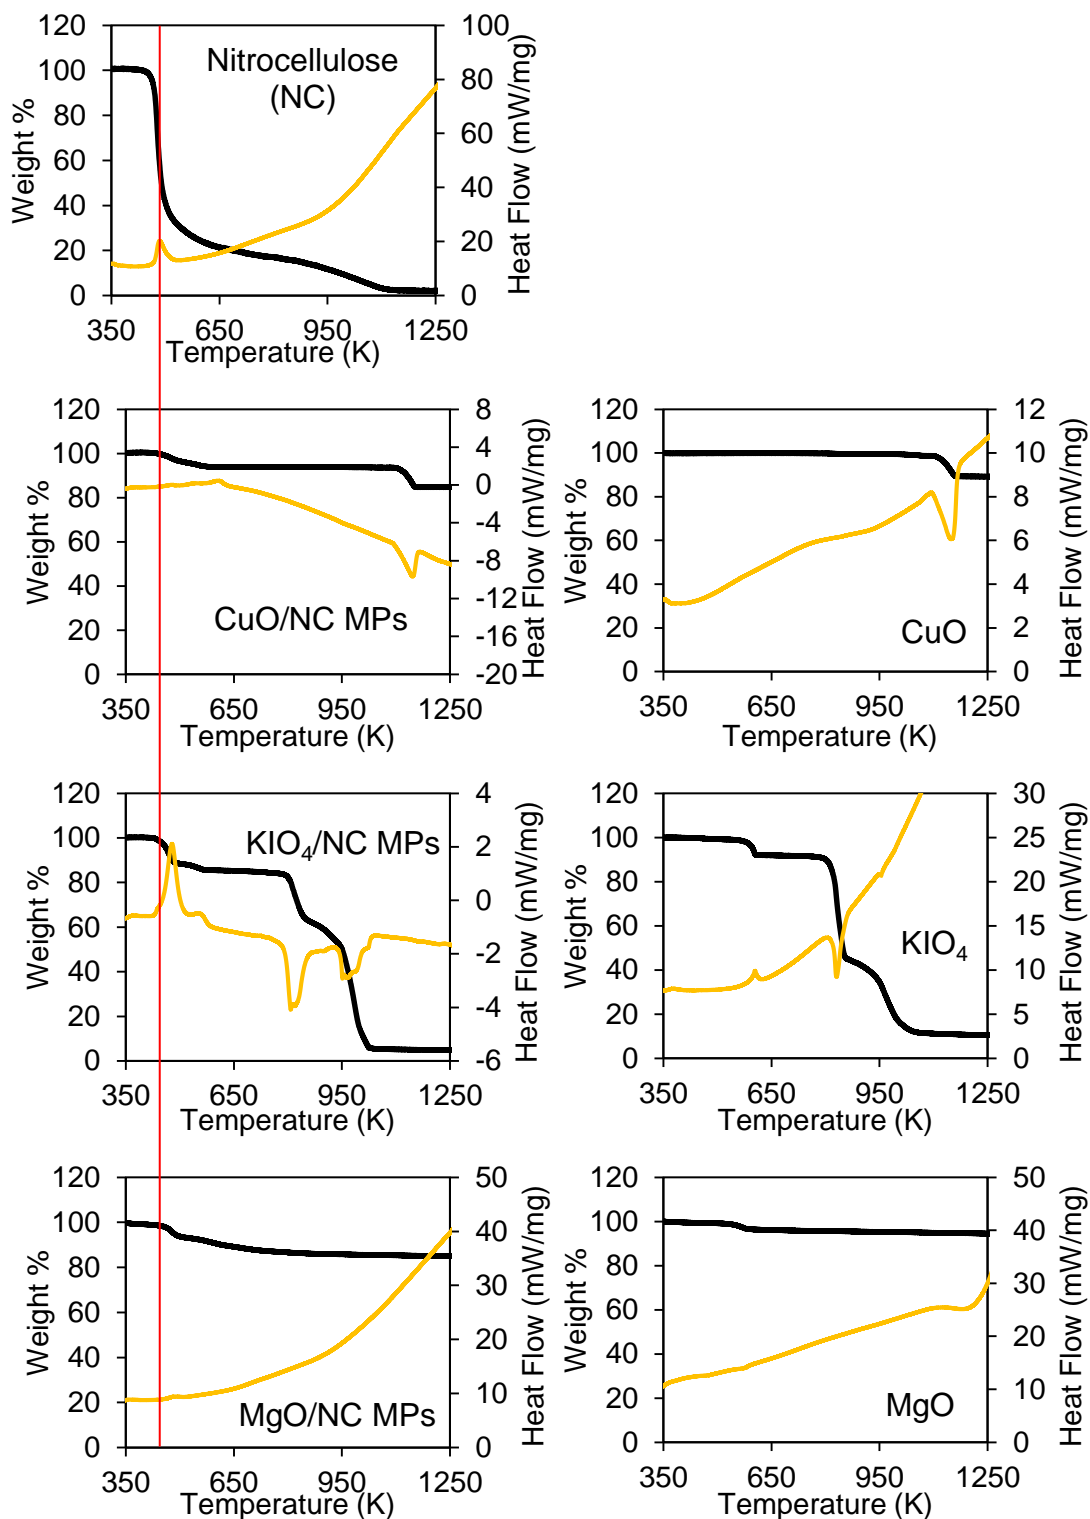 120
100
80
60
40
20
0
Weight %
Nitrocellulose
(NC)
100
80
60
40
20
0
Heat Flow (mW/mg)
350 650 950 1250
Temperature (K)
120
100
80
60
40
20
0
Weight %
CuO/NC MPs
8
4
0
-4
-8
-12
-16
-20
Heat Flow (mW/mg)
350 650 950 1250
Temperature (K)
120
100
80
60
40
20
0
Weight %
CuO
12
10
8
6
4
2
0
Heat Flow (mW/mg)
350 650 950 1250
Temperature (K)
120
100
80
60
40
20
0
Weight %
KIO₄/NC MPs
4
2
0
-2
-4
-6
Heat Flow (mW/mg)
350 650 950 1250
Temperature (K)
120
100
80
60
40
20
0
Weight %
KIO₄
30
25
20
15
10
5
0
Heat Flow (mW/mg)
350 650 950 1250
Temperature (K)
120
100
80
60
40
20
0
Weight %
MgO/NC MPs
50
40
30
20
10
0
Heat Flow (mW/mg)
350 650 950 1250
Temperature (K)
120
100
80
60
40
20
0
Weight %
MgO
50
40
30
20
10
0
Heat Flow (mW/mg)
350 650 950 1250
Temperature (K)